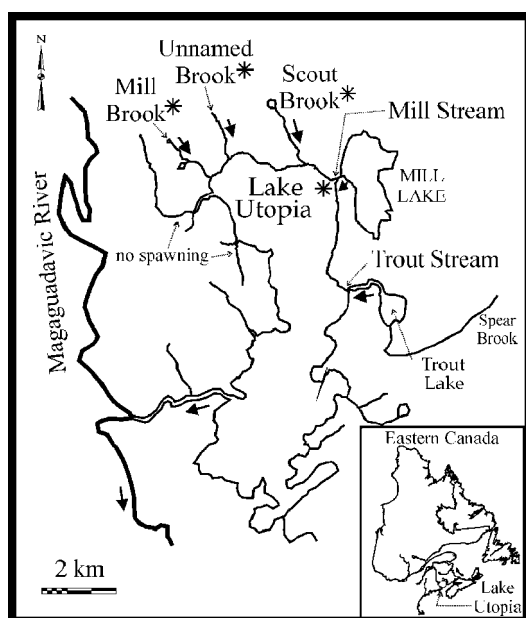 N
Unnamed
Brook*
Mill
Brook*
Scout
Brook*
Mill Stream
MILL
LAKE
Lake
Utopia
*
no spawning
Magaguadavic River
Trout Stream
Spear
Brook
Trout
Lake
Eastern Canada
Lake
Utopia
2 km